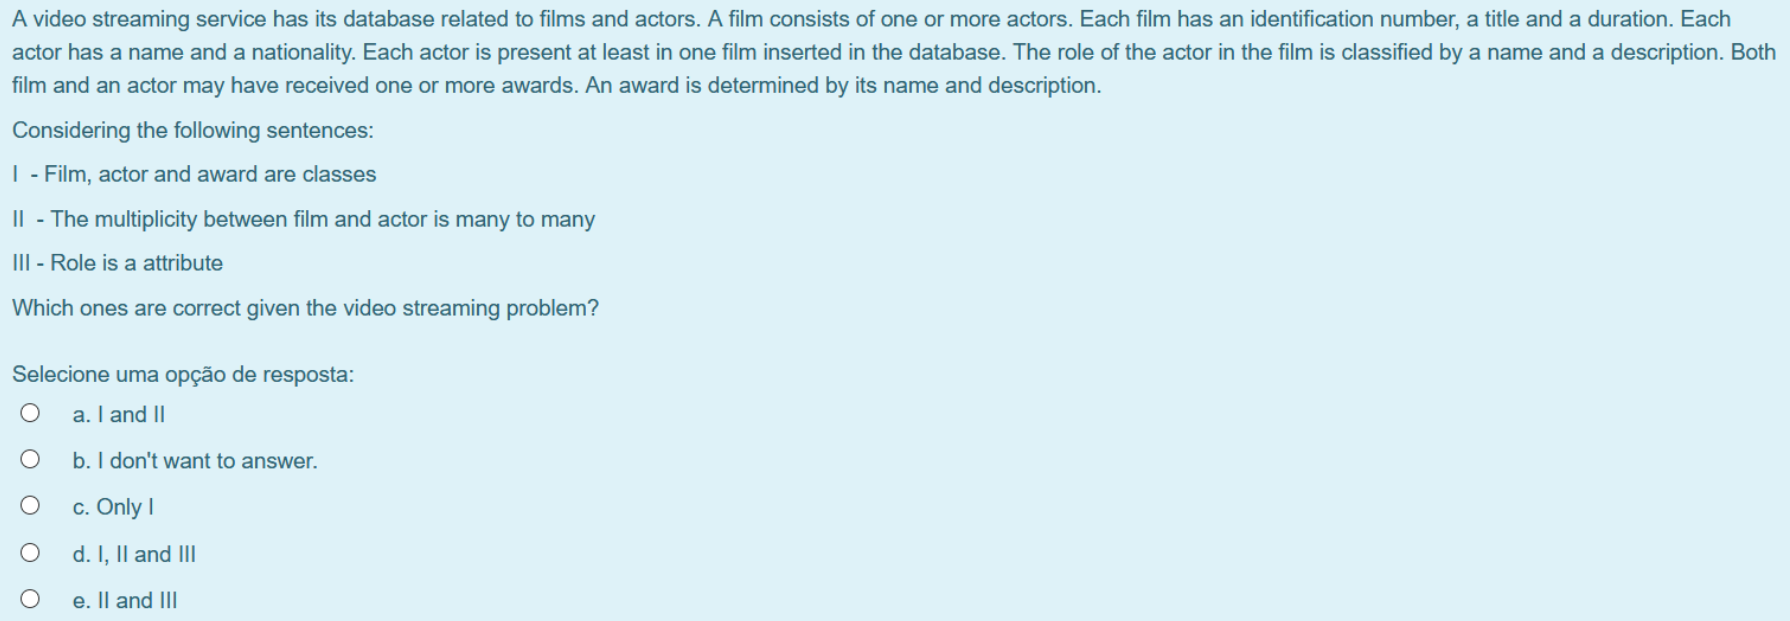 A video streaming service has its database related to films and actors. A film consists of one or more actors. Each film has an identification number, a title and a duration. Each
actor has a name and a nationality. Each actor is present at least in one film inserted in the database. The role of the actor in the film is classified by a name and a description. Both
film and an actor may have received one or more awards. An award is determined by its name and description.
Considering the following sentences:
I - Film, actor and award are classes
II - The multiplicity between film and actor is many to many
III - Role is a attribute
Which ones are correct given the video streaming problem?
Selecione uma opção de resposta:
a. I and II
b. I don't want to answer.
c. Only I
d. I, II and III
e. II and III